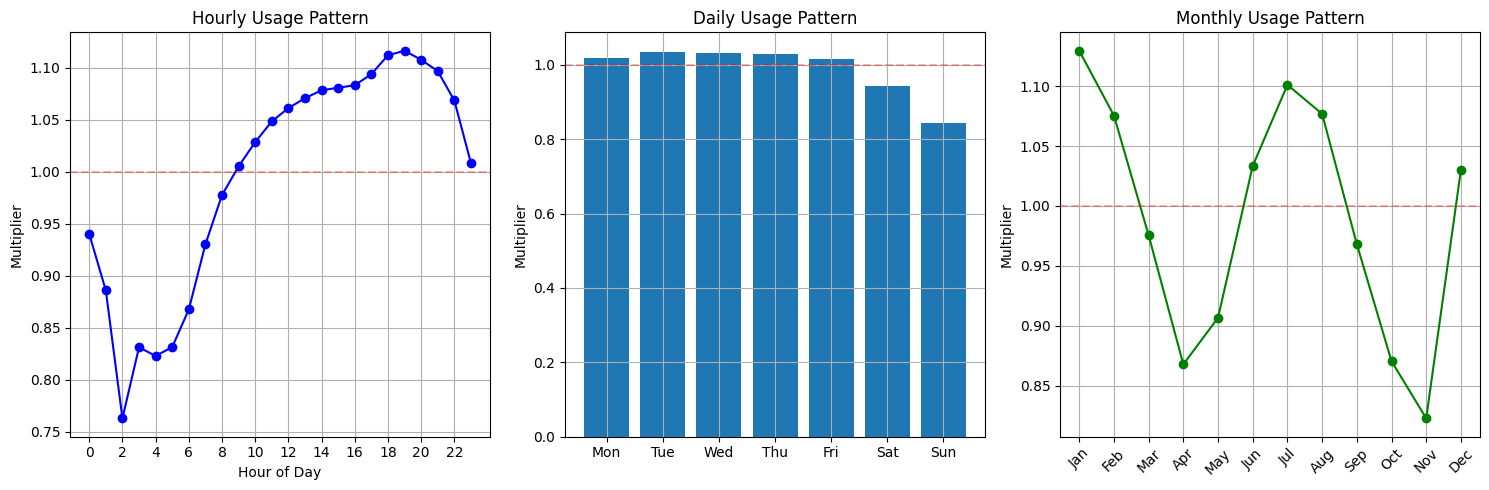 Hourly Usage Pattern
Multiplier
1.10
1.05
1.00
0.95
0.90
0.85
0.80
0.75
0 2 4 6 8 10 12 14 16 18 20 22
Hour of Day
Daily Usage Pattern
Multiplier
1.0
0.8
0.6
0.4
0.2
0.0
Mon Tue Wed Thu Fri Sat Sun
Monthly Usage Pattern
Multiplier
1.10
1.05
1.00
0.95
0.90
0.85
Jan Feb Mar Apr May Jun Jul Aug Sep Oct Nov Dec